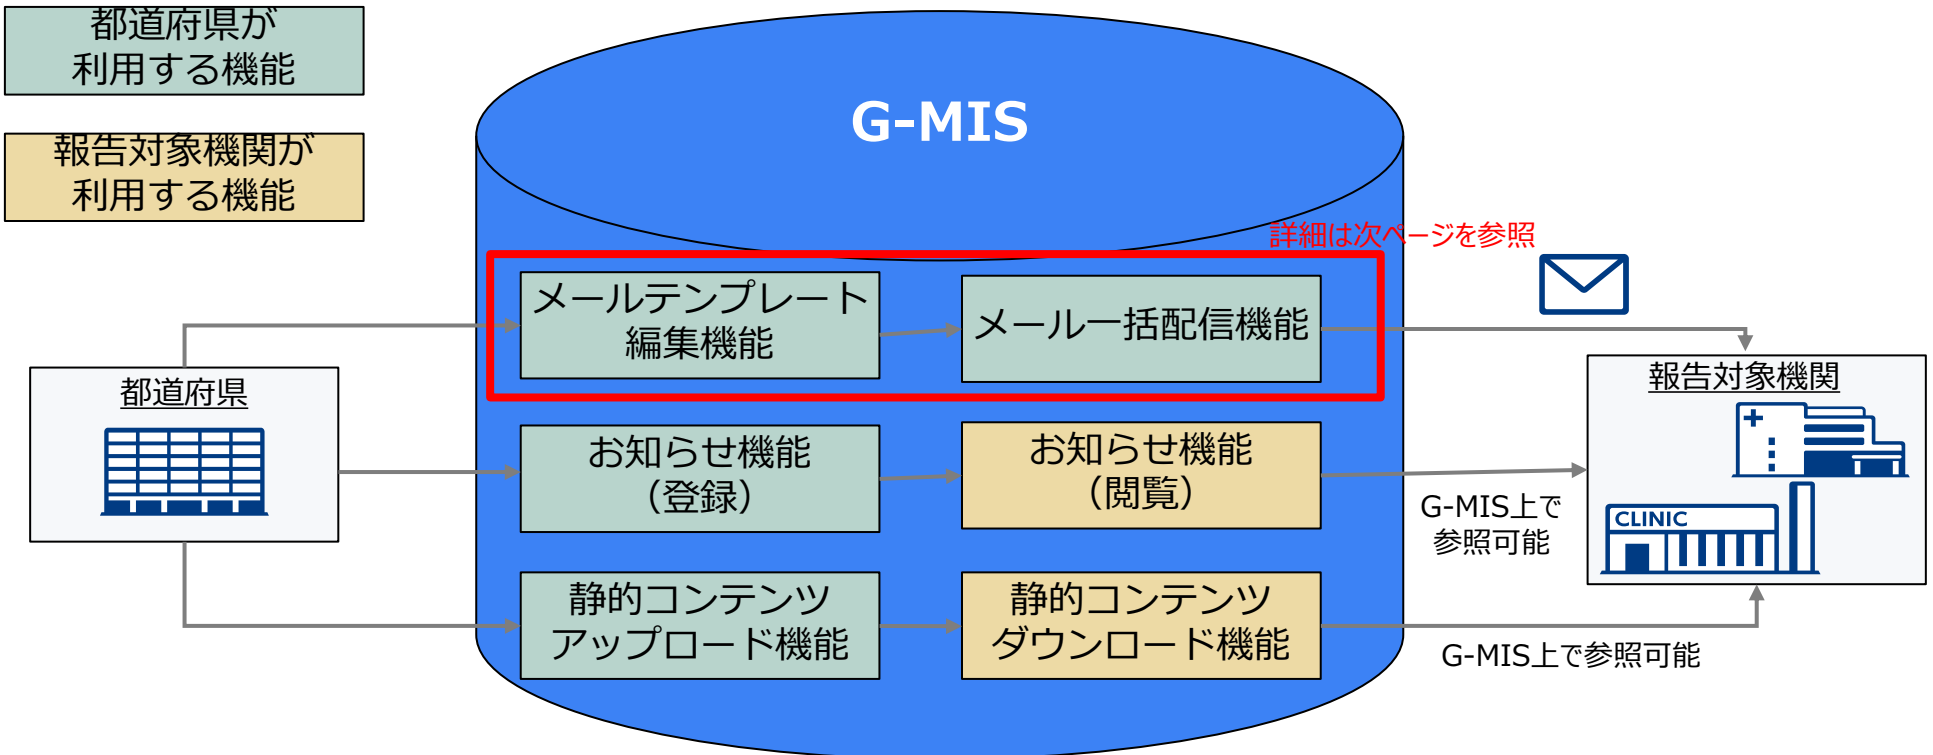 都道府県が
利用する機能
報告対象機関が
利用する機能
G-MIS
詳細は次ページを参照
メールテンプレート
編集機能
メール一括配信機能
都道府県
報告対象機関
お知らせ機能
（登録）
お知らせ機能
（閲覧）
G-MIS上で
参照可能
CLINIC
静的コンテンツ
アップロード機能
静的コンテンツ
ダウンロード機能
G-MIS上で参照可能